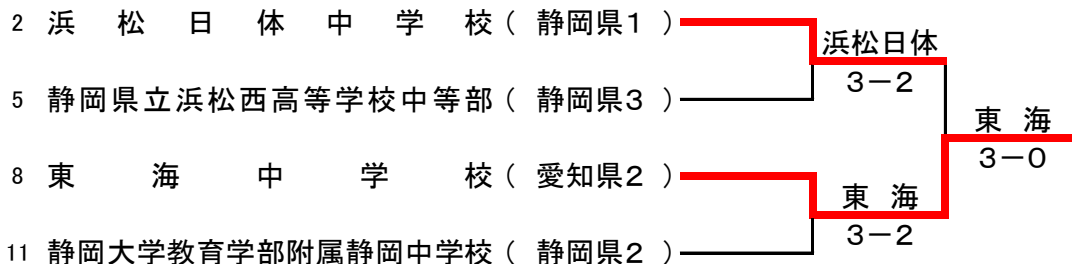 2 浜松日体中学校(静岡県1)
浜松日体
3-2
5 静岡県立浜松西高等学校中等部(静岡県3)
東海
3-0
8 東海中学校(愛知県2)
東海
3-2
11 静岡大学教育学部附属静岡中学校(静岡県2)